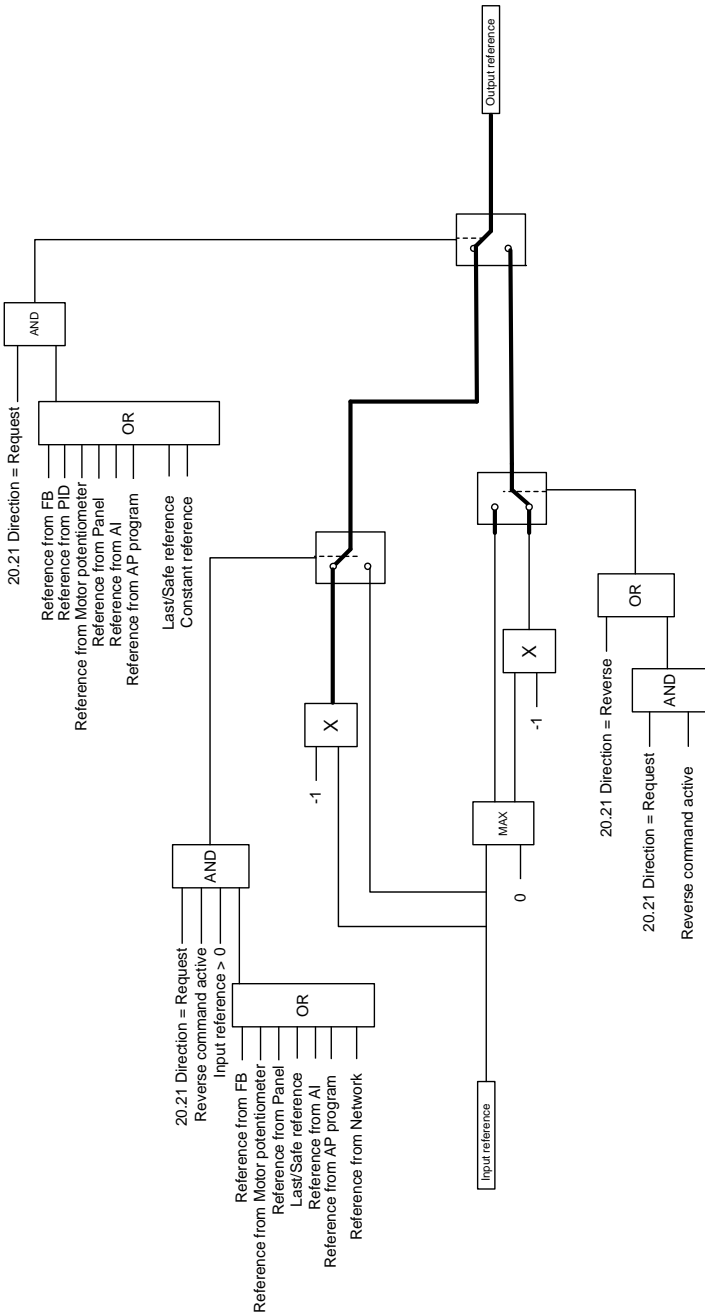 20.21 Direction = Request
AND
Reference from FB
Reference from PID
Reference from Motor potentiometer
Reference from Panel
Reference from AI
Reference from AP program
Last/Safe reference
Constant reference
OR
Output reference
20.21 Direction = Request
Reverse command active
Input reference > 0
AND
Reference from FB
Reference from Motor potentiometer
Reference from Panel
Last/Safe reference
Reference from AI
Reference from AP program
Reference from Network
OR
-1
X
Input reference
MAX
0
X
-1
20.21 Direction = Reverse
OR
20.21 Direction = Request
Reverse command active
AND